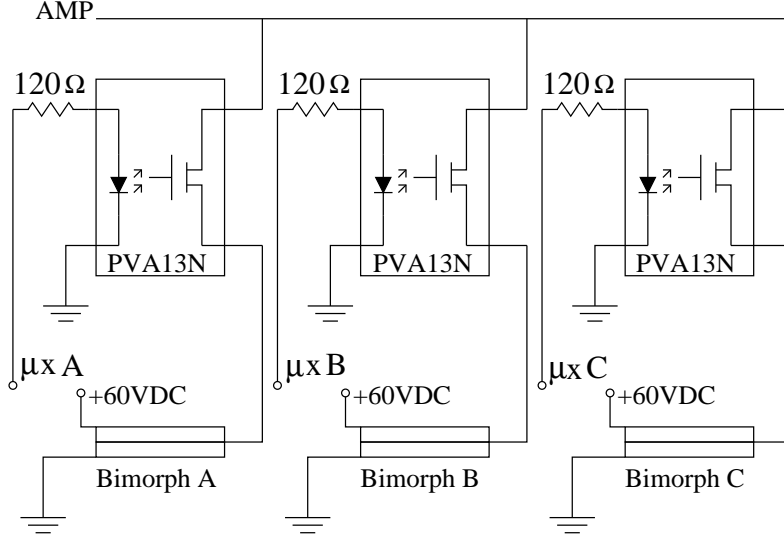 AMP
120Ω 120Ω 120Ω
PVA13N PVA13N PVA13N
μx A μx B μx C
+60VDC +60VDC +60VDC
Bimorph A Bimorph B Bimorph C